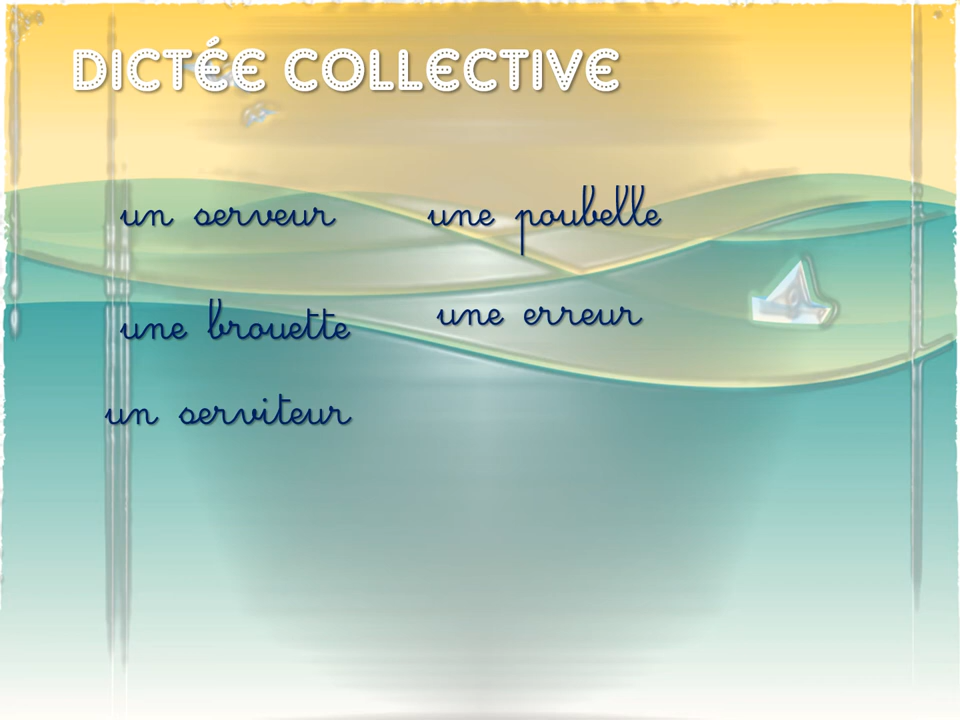 DICTÉE COLLECTIVE
un serveur
une poubelle
une brouette
une erreur
un serviteur